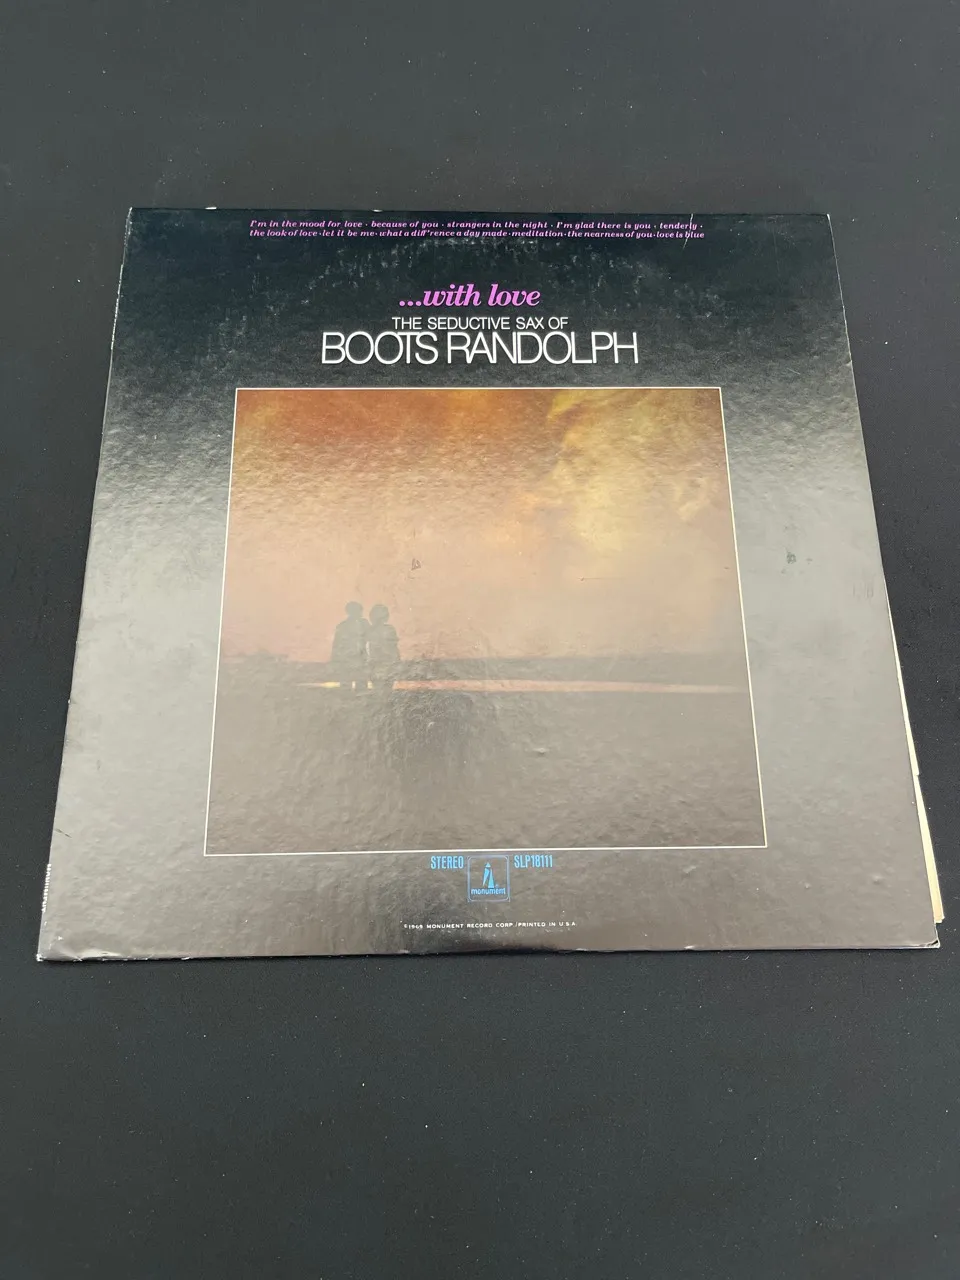 I'm in the mood for love · because of you · strangers in the night · I'm glad there is you · tenderly ·
the look of love · let it be me · what a diff'rence a day made · meditation · the nearness of you · love is blue
...with love
THE SEDUCTIVE SAX OF
BOOTS RANDOLPH
STEREO
monument
SLP18111
©1969 MONUMENT RECORD CORP./PRINTED IN U.S.A.